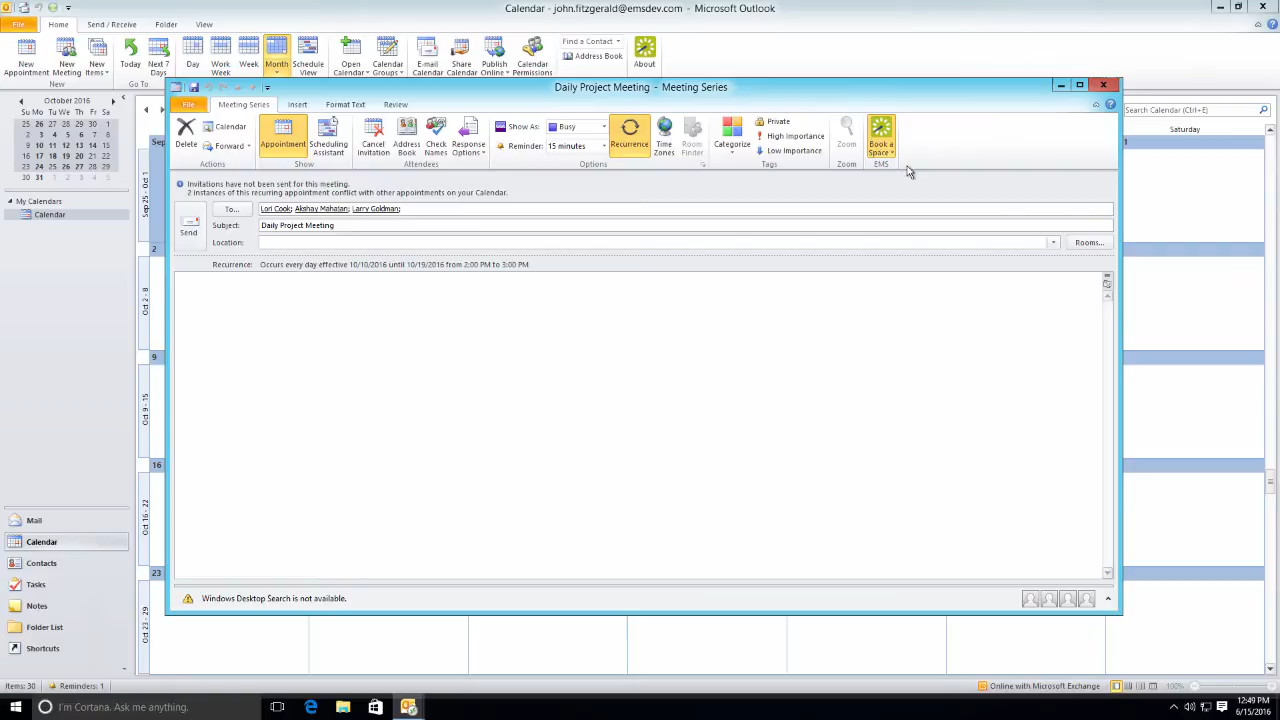 Calendar - john.fitzgerald@emsdev.com - Microsoft Outlook
File Home Send / Receive Folder View
New Appointment
New Meeting
New Items
New
Today
Next 7 Days
Go To
Day
Work Week
Week
Month
Schedule View
Open Calendar
Calendar Groups
E-mail Calendar
Share Calendar
Publish Online
Calendar Permissions
Find a Contact
Address Book
About
October 2016
Su Mo Tu We Th Fr Sa
25 26 27 28 29 30 1
2 3 4 5 6 7 8
9 10 11 12 13 14 15
16 17 18 19 20 21 22
23 24 25 26 27 28 29
30 31 1 2 3 4 5
My Calendars
Calendar
Mail
Calendar
Contacts
Tasks
Notes
Folder List
Shortcuts
Search Calendar (Ctrl+E)
Saturday
Sep
1
Sep 25 - Oct 1
2
Oct 2 - 8
9
Oct 9 - 15
16
Oct 16 - 22
23
Oct 23 - 29
Daily Project Meeting - Meeting Series
File Meeting Series Insert Format Text Review
Delete
Calendar
Forward
Actions
Appointment
Scheduling Assistant
Show
Cancel Invitation
Address Book
Check Names
Response Options
Attendees
Show As: Busy
Reminder: 15 minutes
Recurrence
Time Zones
Room Finder
Options
Categorize
Private
High Importance
Low Importance
Tags
Zoom
Zoom
Book a Space
EMS
Invitations have not been sent for this meeting.
2 instances of this recurring appointment conflict with other appointments on your Calendar.
Send
To... Lori Cook; Akshay Mahatan; Larry Goldman;
Subject: Daily Project Meeting
Location:
Rooms...
Recurrence: Occurs every day effective 10/10/2016 until 10/19/2016 from 2:00 PM to 3:00 PM
Windows Desktop Search is not available.
Items: 30 Reminders: 1
Online with Microsoft Exchange
100%
I'm Cortana. Ask me anything.
12:49 PM
6/15/2016